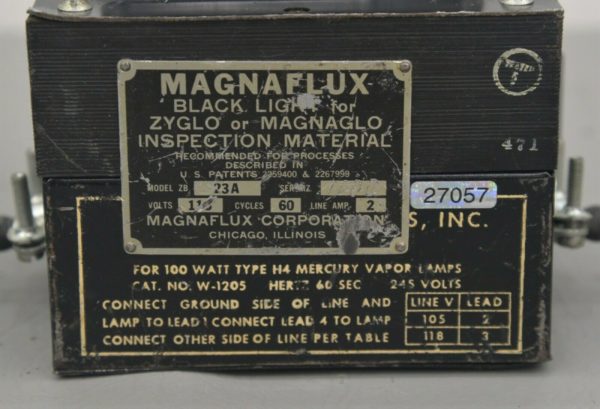 MAGNAFLUX
BLACK LIGHT for
ZYGLO or MAGNAGLO
INSPECTION MATERIAL
RECOMMENDED FOR PROCESSES
DESCRIBED IN
U.S. PATENTS 2259400 & 2267999
MODEL ZB 23A SERIAL
VOLTS CYCLES 60 LINE AMP. 2
MAGNAFLUX CORPORATION
CHICAGO, ILLINOIS
471
27057
S, INC.
FOR 100 WATT TYPE H4 MERCURY VAPOR LAMPS
CAT. NO. W-1205 HERTZ 60 SEC 245 VOLTS
CONNECT GROUND SIDE OF LINE AND
LAMP TO LEAD 1 CONNECT LEAD 4 TO LAMP
CONNECT OTHER SIDE OF LINE PER TABLE
LINE V LEAD
105 2
118 3